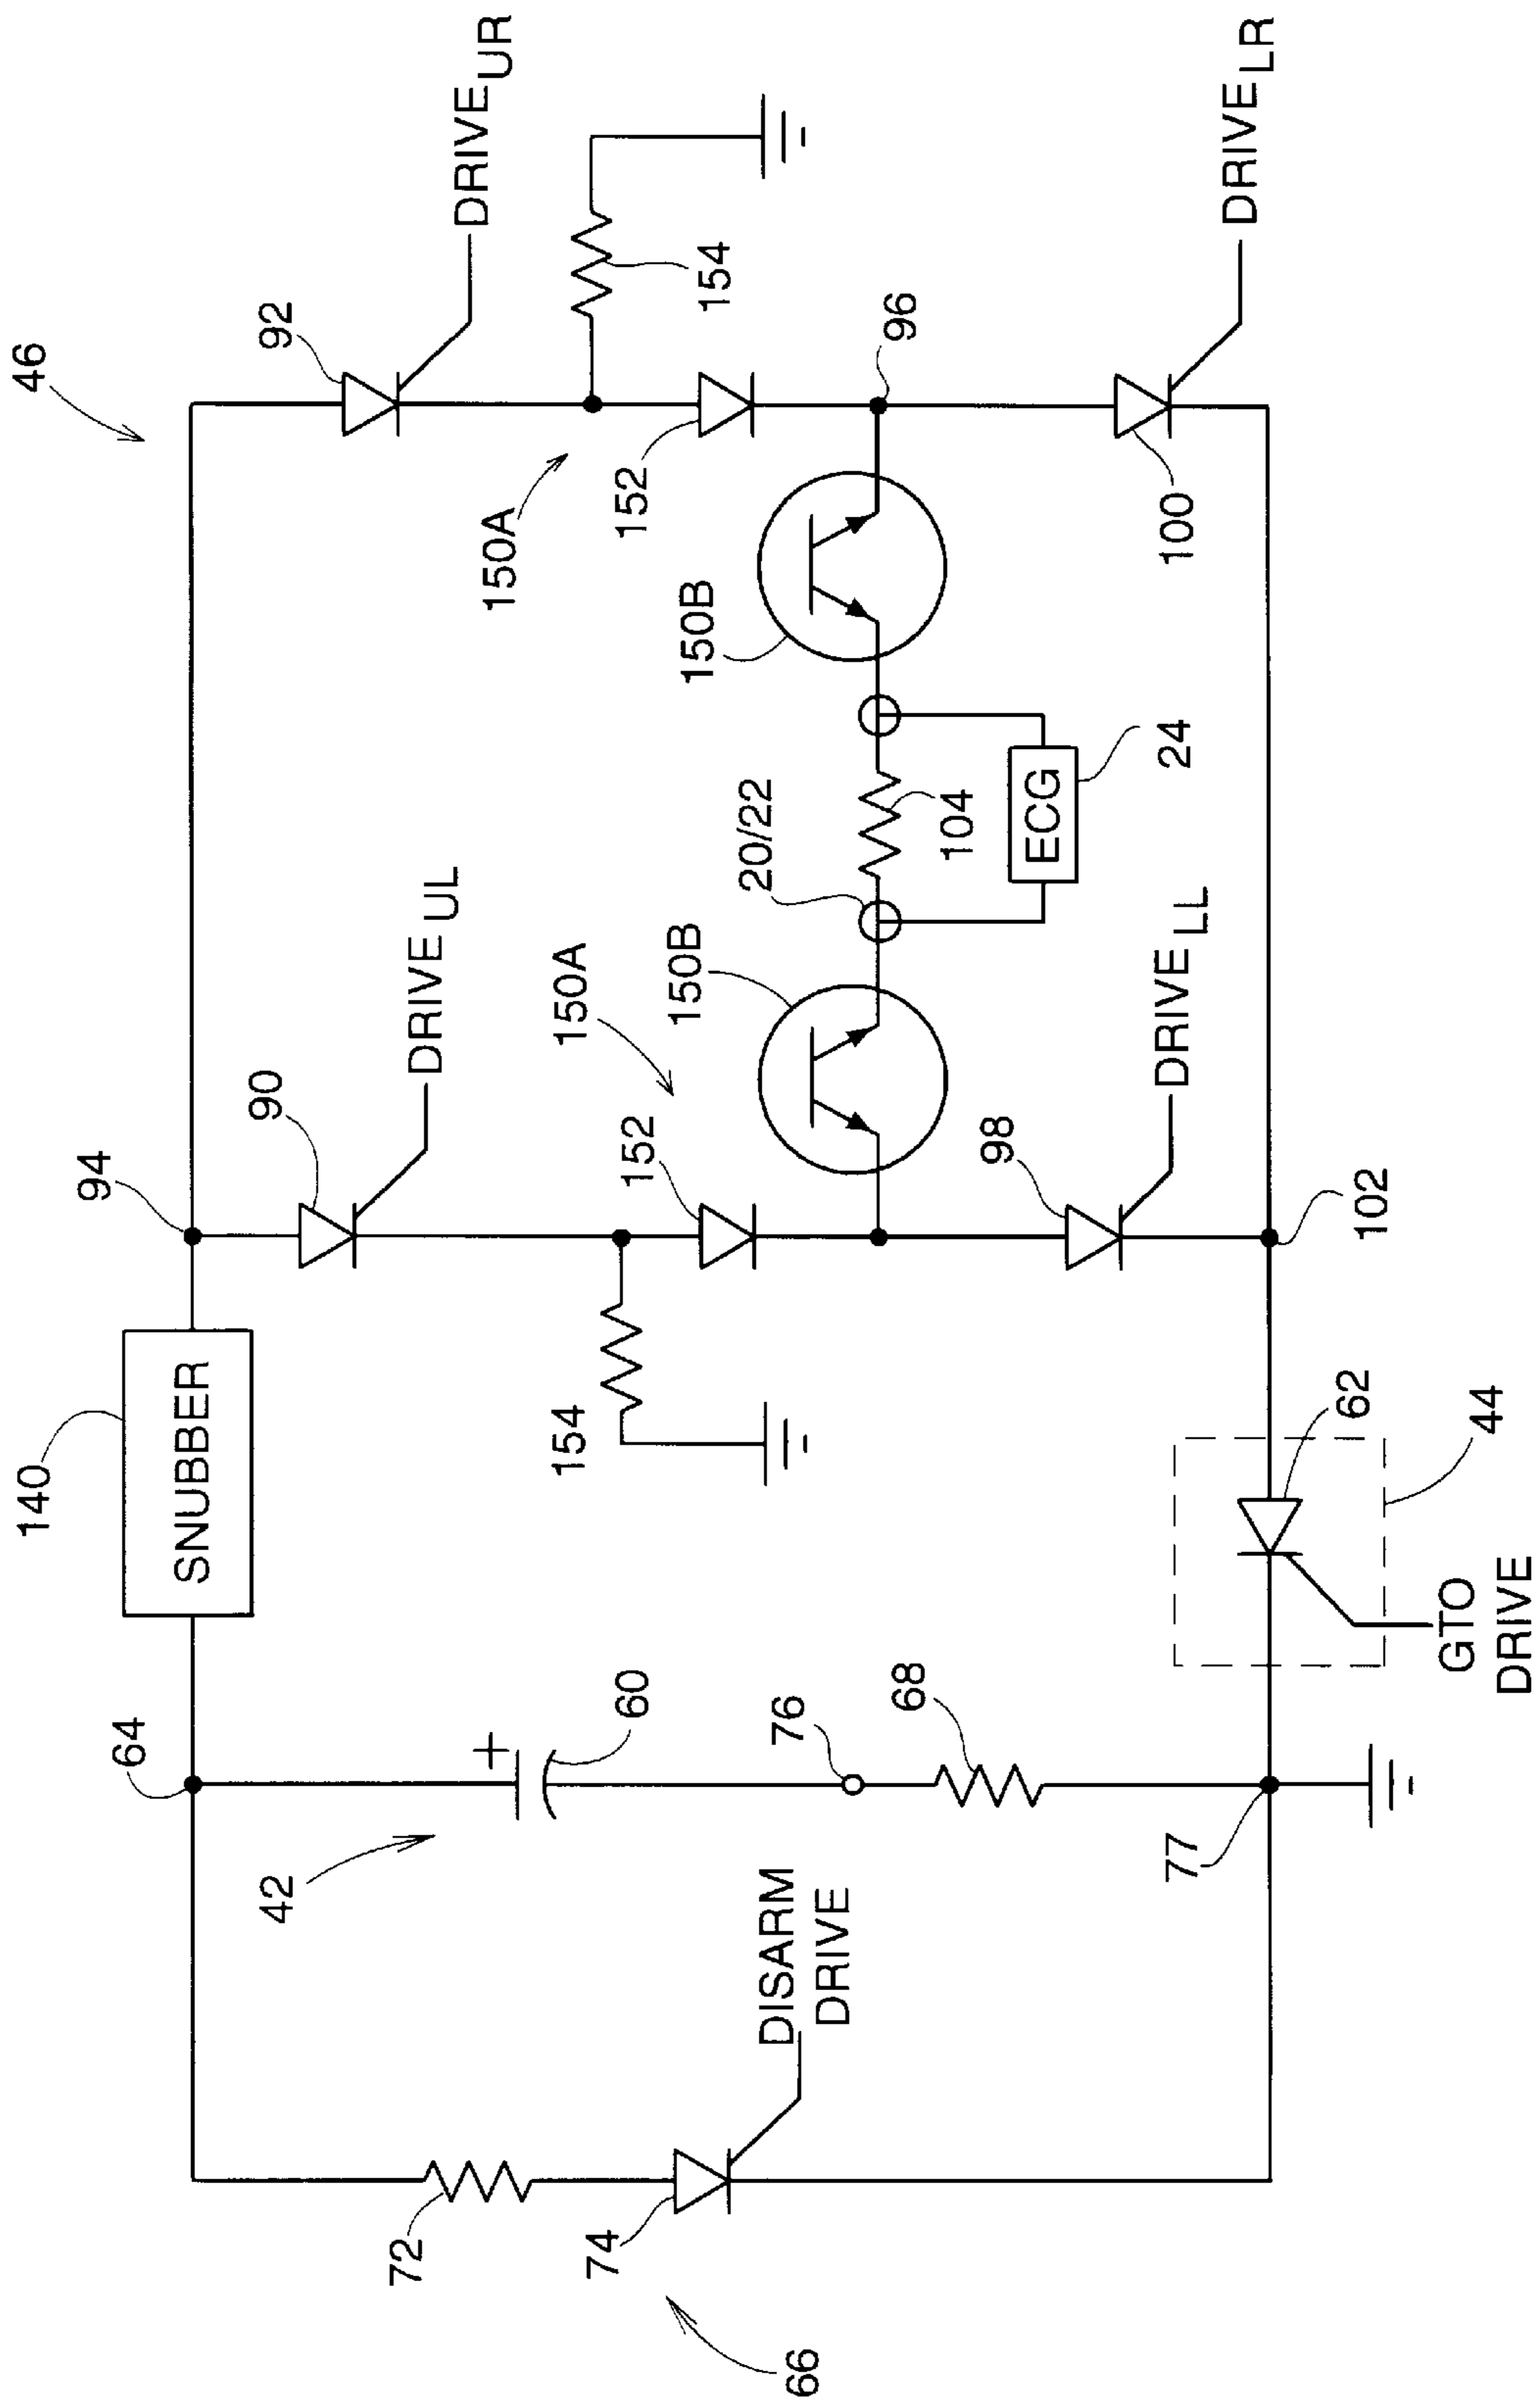 46
140
SNUBBER
94
64
92
DRIVE UR
90
DRIVE UL
150A
154
152
42
+
60
72
74
66
DISARM
DRIVE
76
68
77
154
152
150A
150B
20/22
104
ECG
24
150B
96
98
DRIVE LL
100
DRIVE LR
102
62
44
GTO
DRIVE